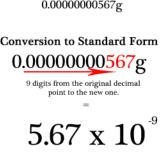 0.00000000567g
Conversion to Standard Form
0.00000000567g
9 digits from the original decimal
point to the new one.
=
5.67 x 10⁻⁹